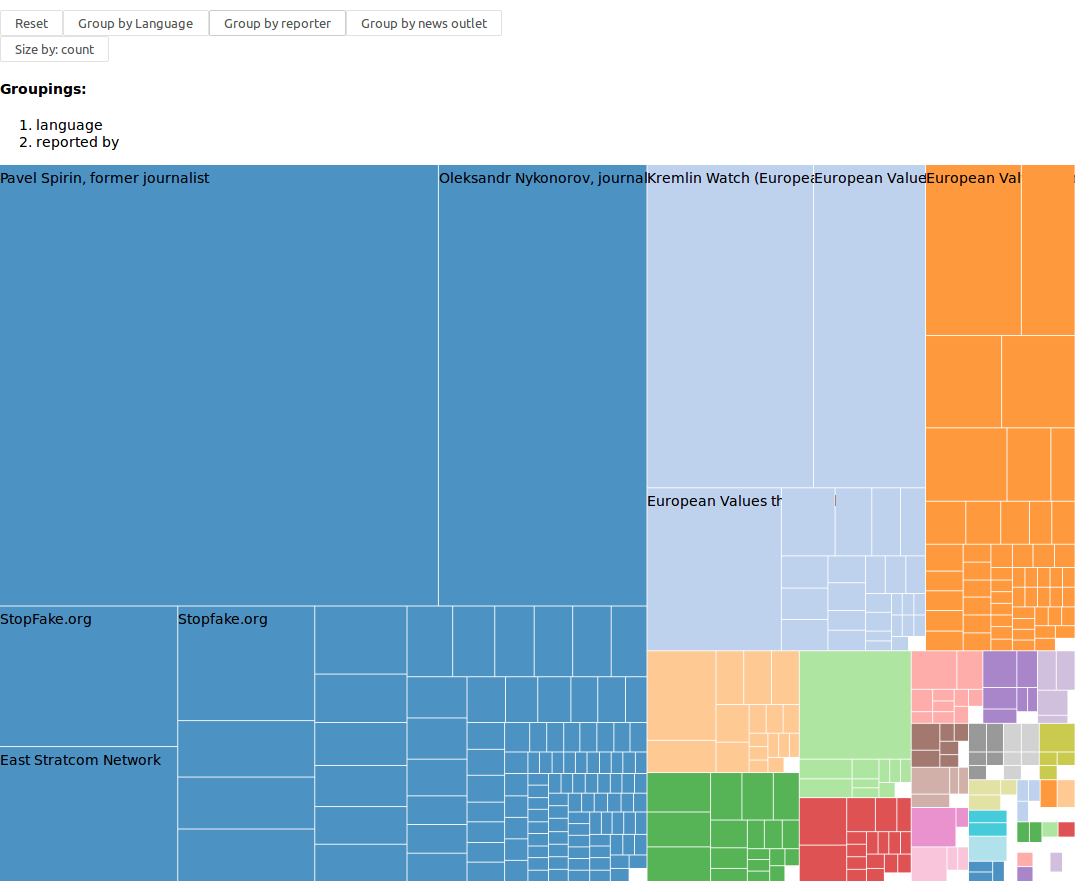 Reset Group by Language Group by reporter Group by news outlet
Size by: count
Groupings:
1. language
2. reported by
Pavel Spirin, former journalist
Oleksandr Nykonorov, journal
Kremlin Watch (Europea
European Value
European Val
European Values th
StopFake.org
Stopfake.org
East Stratcom Network